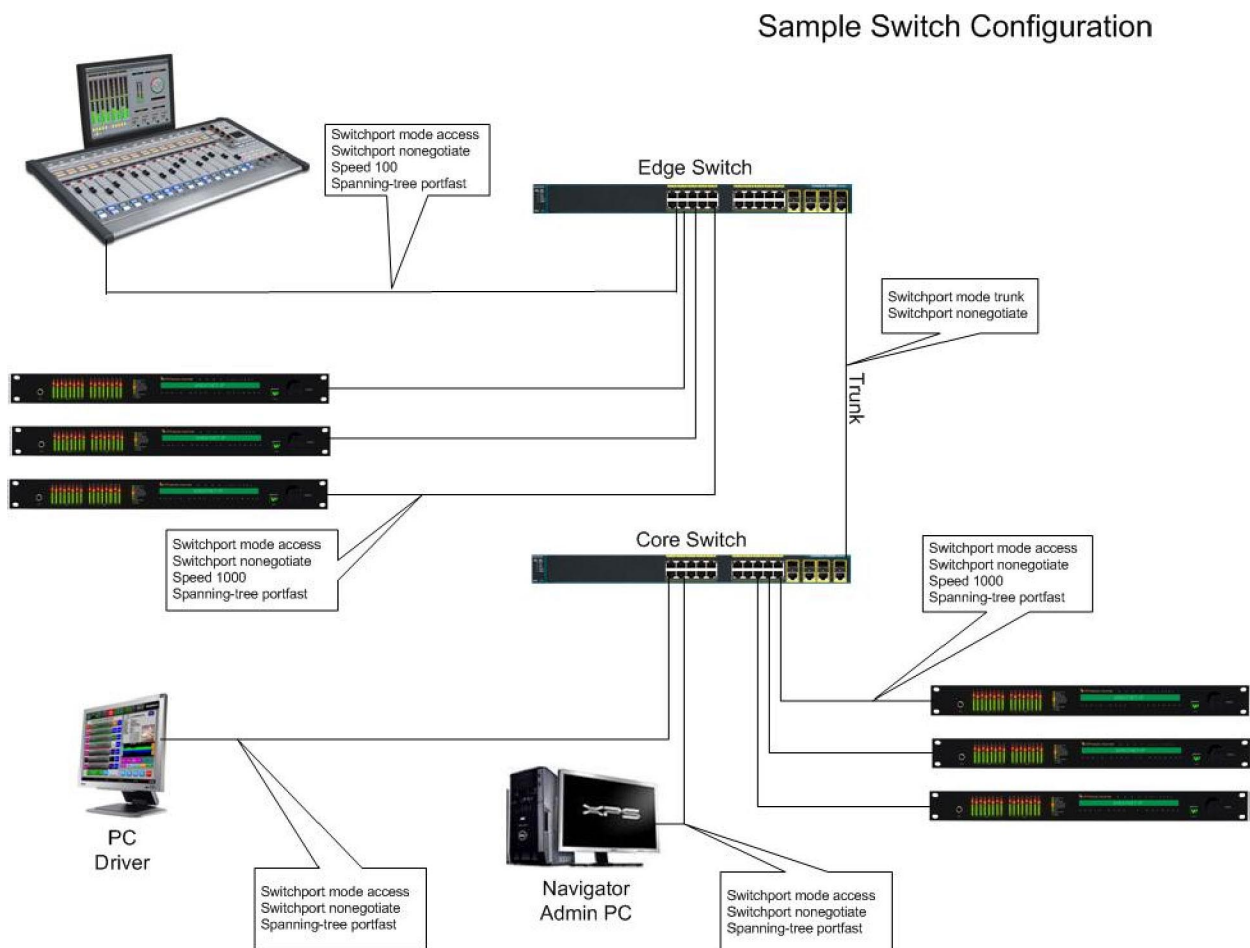 Sample Switch Configuration
Switchport mode access
Switchport nonegotiate
Speed 100
Spanning-tree portfast
Edge Switch
Switchport mode trunk
Switchport nonegotiate
Trunk
Switchport mode access
Switchport nonegotiate
Speed 1000
Spanning-tree portfast
Core Switch
Switchport mode access
Switchport nonegotiate
Speed 1000
Spanning-tree portfast
PC
Driver
XPS
Navigator
Admin PC
Switchport mode access
Switchport nonegotiate
Spanning-tree portfast
Switchport mode access
Switchport nonegotiate
Spanning-tree portfast